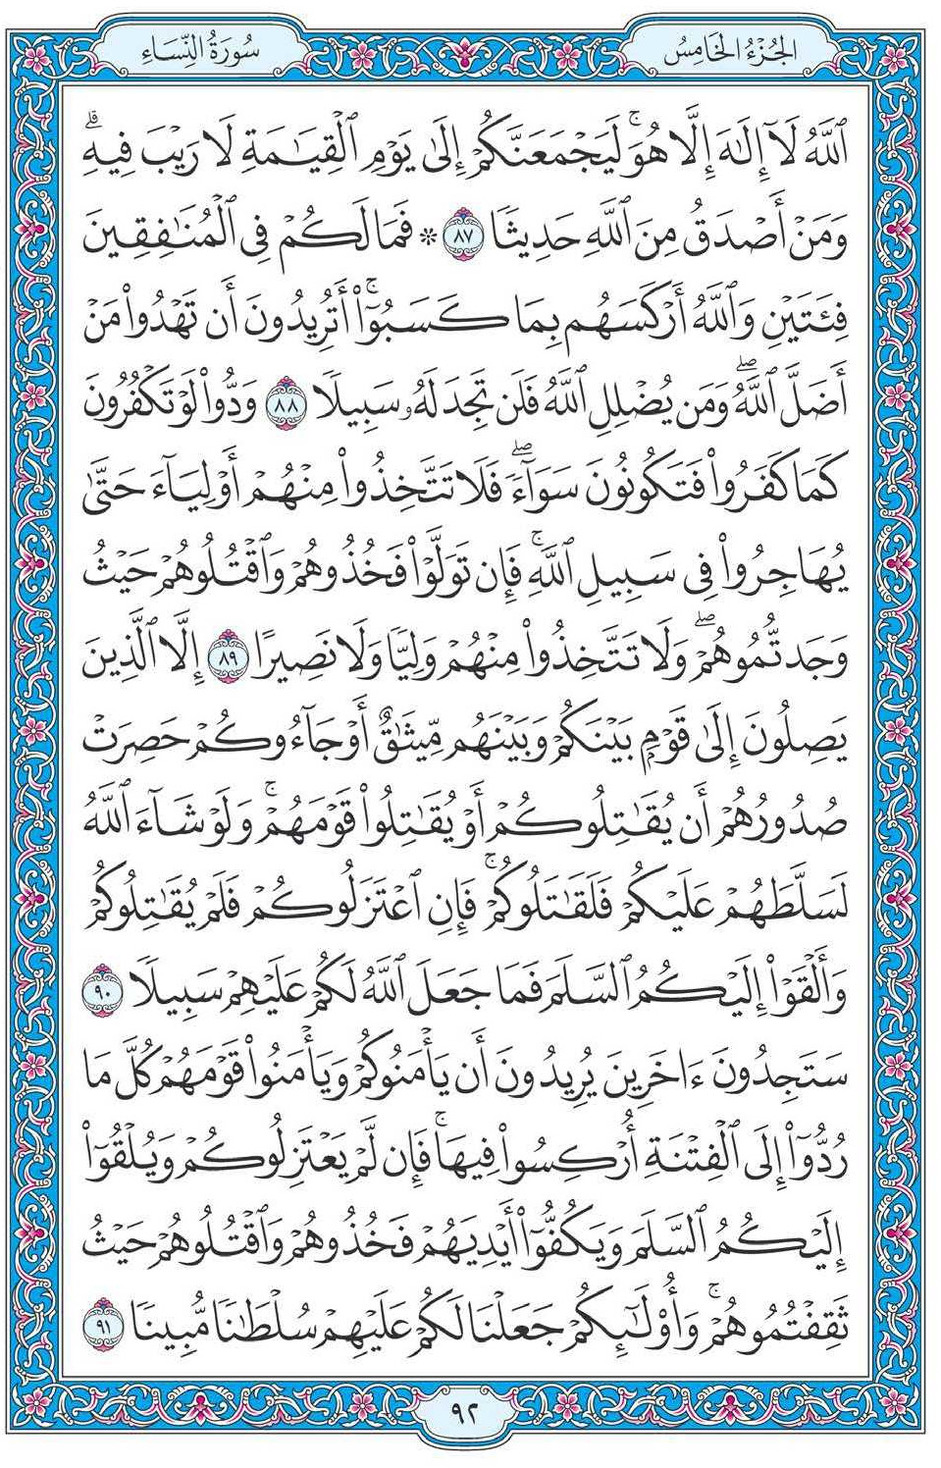 الجُزْءُ الخَامِسُ
سُورَةُ النِّسَاءِ
ٱللَّهُ لَآ إِلَٰهَ إِلَّا هُوَۚ لَيَجْمَعَنَّكُمْ إِلَىٰ يَوْمِ ٱلْقِيَٰمَةِ لَا رَيْبَ فِيهِۗ
وَمَنْ أَصْدَقُ مِنَ ٱللَّهِ حَدِيثًا ٨٧ * فَمَا لَكُمْ فِى ٱلْمُنَٰفِقِينَ
فِئَتَيْنِ وَٱللَّهُ أَرْكَسَهُم بِمَا كَسَبُوٓا۟ۚ أَتُرِيدُونَ أَن تَهْدُوا۟ مَنْ
أَضَلَّ ٱللَّهُۖ وَمَن يُضْلِلِ ٱللَّهُ فَلَن تَجِدَ لَهُۥ سَبِيلًا ٨٨ وَدُّوا۟ لَوْ تَكْفُرُونَ
كَمَا كَفَرُوا۟ فَتَكُونُونَ سَوَآءًۖ فَلَا تَتَّخِذُوا۟ مِنْهُمْ أَوْلِيَآءَ حَتَّىٰ
يُهَاجِرُوا۟ فِى سَبِيلِ ٱللَّهِۚ فَإِن تَوَلَّوْا۟ فَخُذُوهُمْ وَٱقْتُلُوهُمْ حَيْثُ
وَجَدتُّمُوهُمْۖ وَلَا تَتَّخِذُوا۟ مِنْهُمْ وَلِيًّا وَلَا نَصِيرًا ٨٩ إِلَّا ٱلَّذِينَ
يَصِلُونَ إِلَىٰ قَوْمٍۭ بَيْنَكُمْ وَبَيْنَهُم مِّيثَٰقٌ أَوْ جَآءُوكُمْ حَصِرَتْ
صُدُورُهُمْ أَن يُقَٰتِلُوكُمْ أَوْ يُقَٰتِلُوا۟ قَوْمَهُمْۚ وَلَوْ شَآءَ ٱللَّهُ
لَسَلَّطَهُمْ عَلَيْكُمْ فَلَقَٰتَلُوكُمْۚ فَإِنِ ٱعْتَزَلُوكُمْ فَلَمْ يُقَٰتِلُوكُمْ
وَأَلْقَوْا۟ إِلَيْكُمُ ٱلسَّلَمَ فَمَا جَعَلَ ٱللَّهُ لَكُمْ عَلَيْهِمْ سَبِيلًا ٩٠
سَتَجِدُونَ ءَاخَرِينَ يُرِيدُونَ أَن يَأْمَنُوكُمْ وَيَأْمَنُوا۟ قَوْمَهُمْ كُلَّ مَا
رُدُّوٓا۟ إِلَى ٱلْفِتْنَةِ أُرْكِسُوا۟ فِيهَاۚ فَإِن لَّمْ يَعْتَزِلُوكُمْ وَيُلْقُوٓا۟
إِلَيْكُمُ ٱلسَّلَمَ وَيَكُفُّوٓا۟ أَيْدِيَهُمْ فَخُذُوهُمْ وَٱقْتُلُوهُمْ حَيْثُ
ثَقِفْتُمُوهُمْۚ وَأُو۟لَٰٓئِكُمْ جَعَلْنَا لَكُمْ عَلَيْهِمْ سُلْطَٰنًا مُّبِينًا ٩١
٩٢